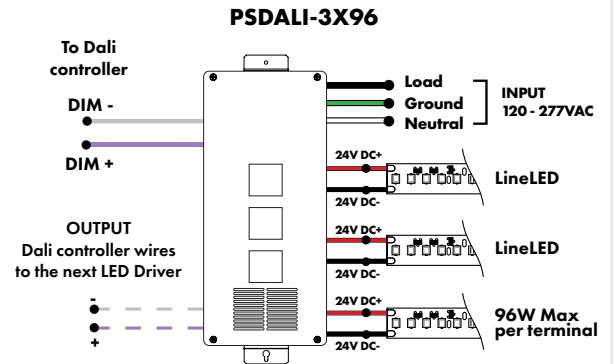 PSDALI-3X96
To Dali
controller
DIM -
DIM +
OUTPUT
Dali controller wires
to the next LED Driver
-
+
Load
Ground
Neutral
INPUT
120 - 277VAC
24V DC+
24V DC-
LineLED
24V DC+
24V DC-
LineLED
24V DC+
24V DC-
96W Max
per terminal